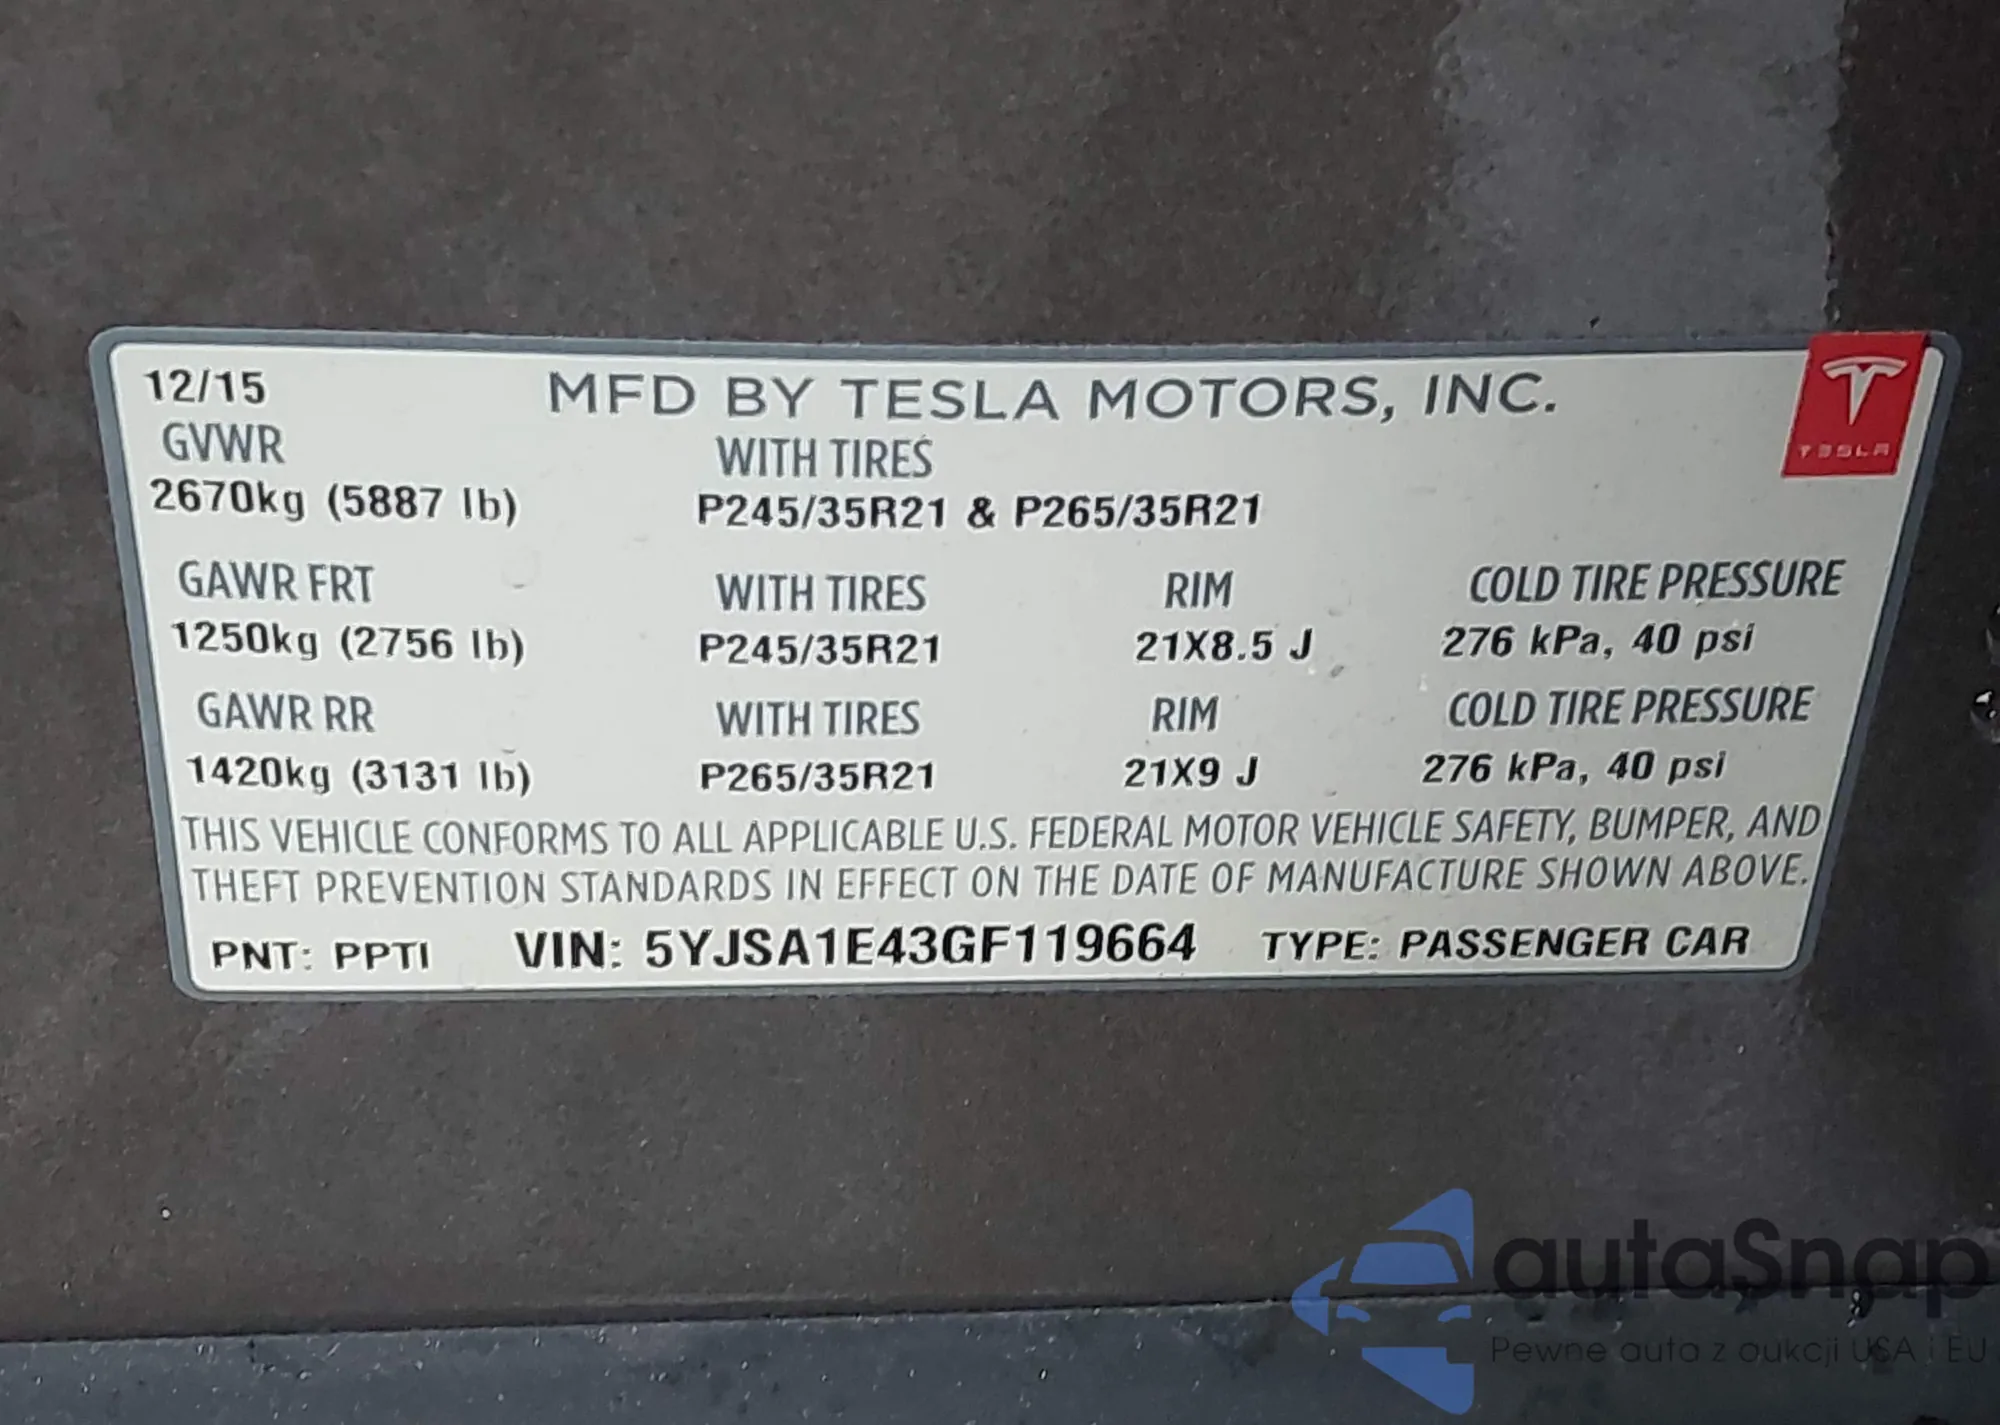 12/15 MFD BY TESLA MOTORS, INC.
TESLA
GVWR WITH TIRES
2670kg (5887 lb) P245/35R21 & P265/35R21
GAWR FRT WITH TIRES RIM COLD TIRE PRESSURE
1250kg (2756 lb) P245/35R21 21X8.5 J 276 kPa, 40 psi
GAWR RR WITH TIRES RIM COLD TIRE PRESSURE
1420kg (3131 lb) P265/35R21 21X9 J 276 kPa, 40 psi
THIS VEHICLE CONFORMS TO ALL APPLICABLE U.S. FEDERAL MOTOR VEHICLE SAFETY, BUMPER, AND
THEFT PREVENTION STANDARDS IN EFFECT ON THE DATE OF MANUFACTURE SHOWN ABOVE.
PNT: PPTI VIN: 5YJSA1E43GF119664 TYPE: PASSENGER CAR
autaSnap
Pewne auta z aukcji USA i EU